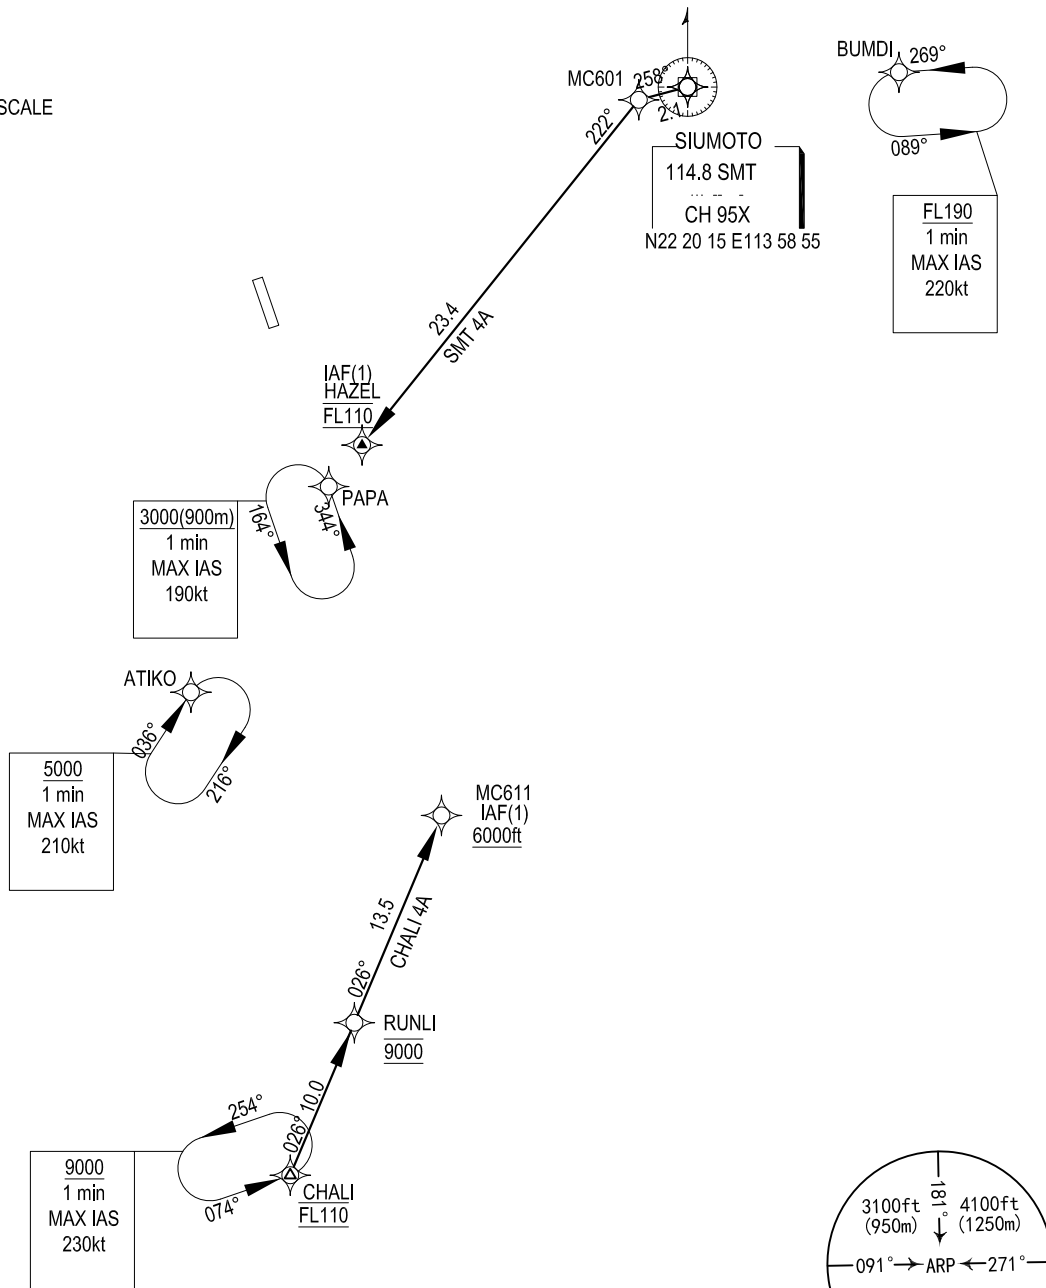 SCALE
BUMDI
269°
089°
FL190
1 min
MAX IAS
220kt
MC601
258°
2.1
222°
SIUMOTO
114.8 SMT
CH 95X
N22 20 15 E113 58 55
23.4
SMT 4A
IAF(1)
HAZEL
FL110
PAPA
344°
164°
3000(900m)
1 min
MAX IAS
190kt
ATIKO
036°
216°
5000
1 min
MAX IAS
210kt
MC611
IAF(1)
6000ft
13.5
CHALI 4A
026°
RUNLI
9000
026° 10.0
254°
074°
CHALI
FL110
9000
1 min
MAX IAS
230kt
3100ft
(950m)
181°
4100ft
(1250m)
091° ARP 271°